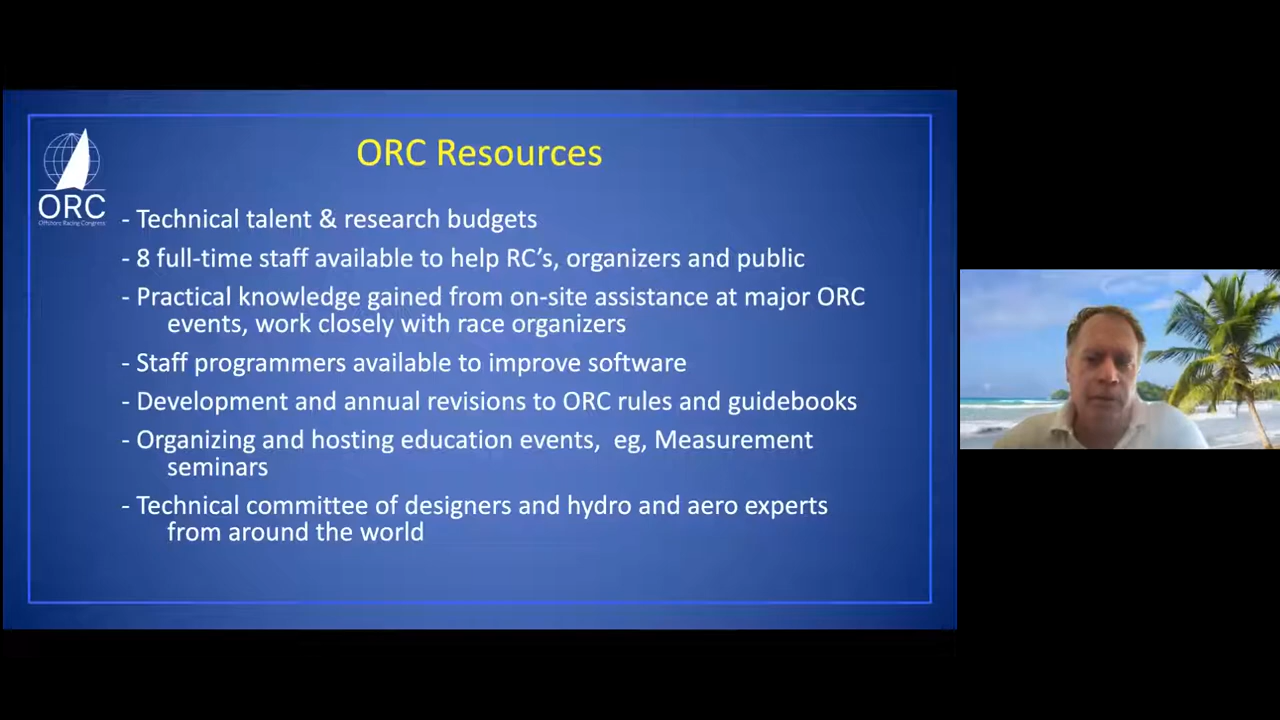 ORC Resources
ORC
Offshore Racing Congress
- Technical talent & research budgets
- 8 full-time staff available to help RC’s, organizers and public
- Practical knowledge gained from on-site assistance at major ORC
events, work closely with race organizers
- Staff programmers available to improve software
- Development and annual revisions to ORC rules and guidebooks
- Organizing and hosting education events,  eg, Measurement
seminars
- Technical committee of designers and hydro and aero experts
from around the world